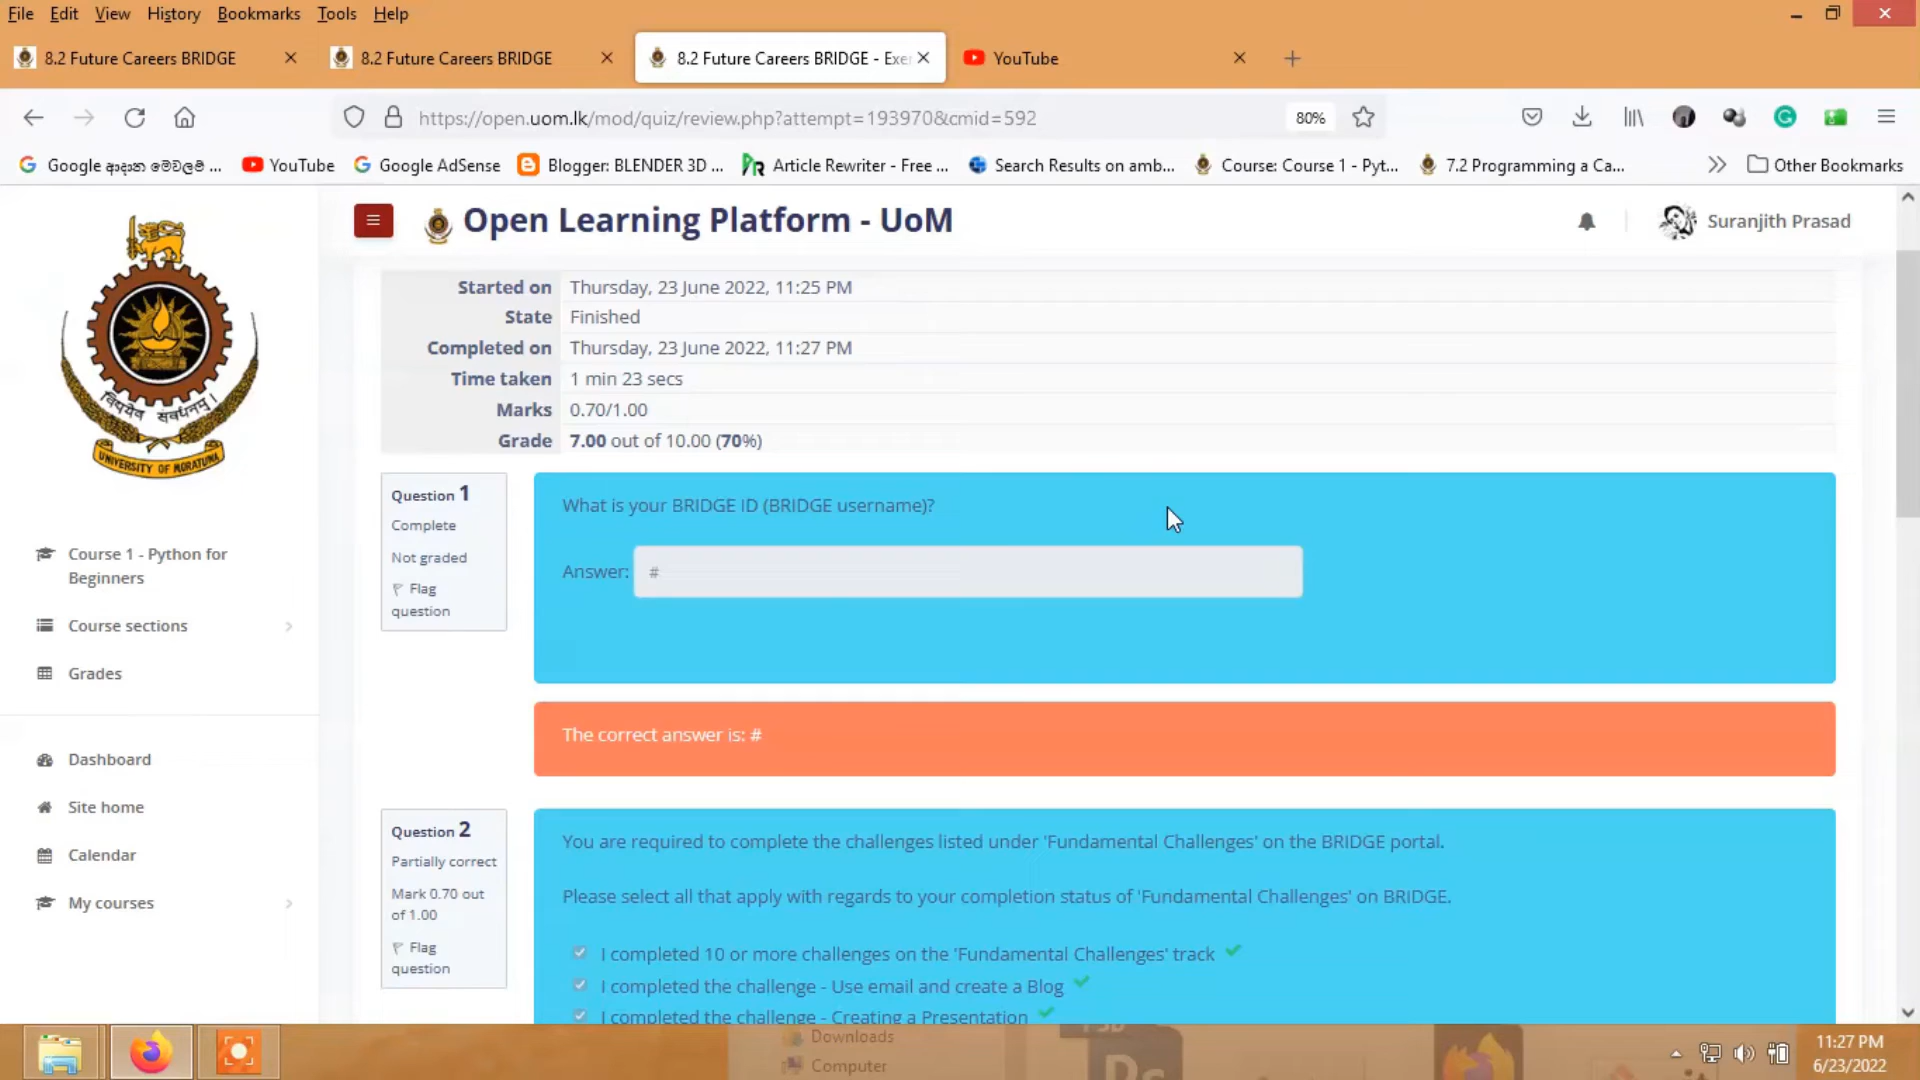 File Edit View History Bookmarks Tools Help
8.2 Future Careers BRIDGE
8.2 Future Careers BRIDGE
8.2 Future Careers BRIDGE - Exer
YouTube
https://open.uom.lk/mod/quiz/review.php?attempt=193970&cmid=592
80%
Google ආදාන මෙවලම් ...
YouTube
Google AdSense
Blogger: BLENDER 3D ...
Article Rewriter - Free ...
Search Results on amb...
Course: Course 1 - Pyt...
7.2 Programming a Ca...
Other Bookmarks
Open Learning Platform - UoM
Suranjith Prasad
विद्यैव सर्वधनम्
UNIVERSITY OF MORATUWA
Course 1 - Python for
Beginners
Course sections
Grades
Dashboard
Site home
Calendar
My courses
Started on Thursday, 23 June 2022, 11:25 PM
State Finished
Completed on Thursday, 23 June 2022, 11:27 PM
Time taken 1 min 23 secs
Marks 0.70/1.00
Grade 7.00 out of 10.00 (70%)
Question 1
Complete
Not graded
Flag
question
What is your BRIDGE ID (BRIDGE username)?
Answer: #
The correct answer is: #
Question 2
Partially correct
Mark 0.70 out
of 1.00
Flag
question
You are required to complete the challenges listed under 'Fundamental Challenges' on the BRIDGE portal.
Please select all that apply with regards to your completion status of 'Fundamental Challenges' on BRIDGE.
I completed 10 or more challenges on the 'Fundamental Challenges' track
I completed the challenge - Use email and create a Blog
I completed the challenge - Creating a Presentation
Downloads
Computer
11:27 PM
6/23/2022